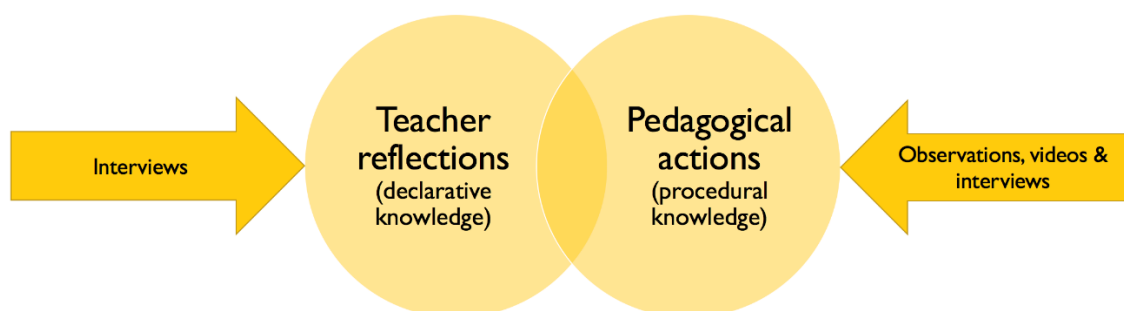 Interviews
Teacher
reflections
(declarative
knowledge)
Pedagogical
actions
(procedural
knowledge)
Observations, videos &
interviews